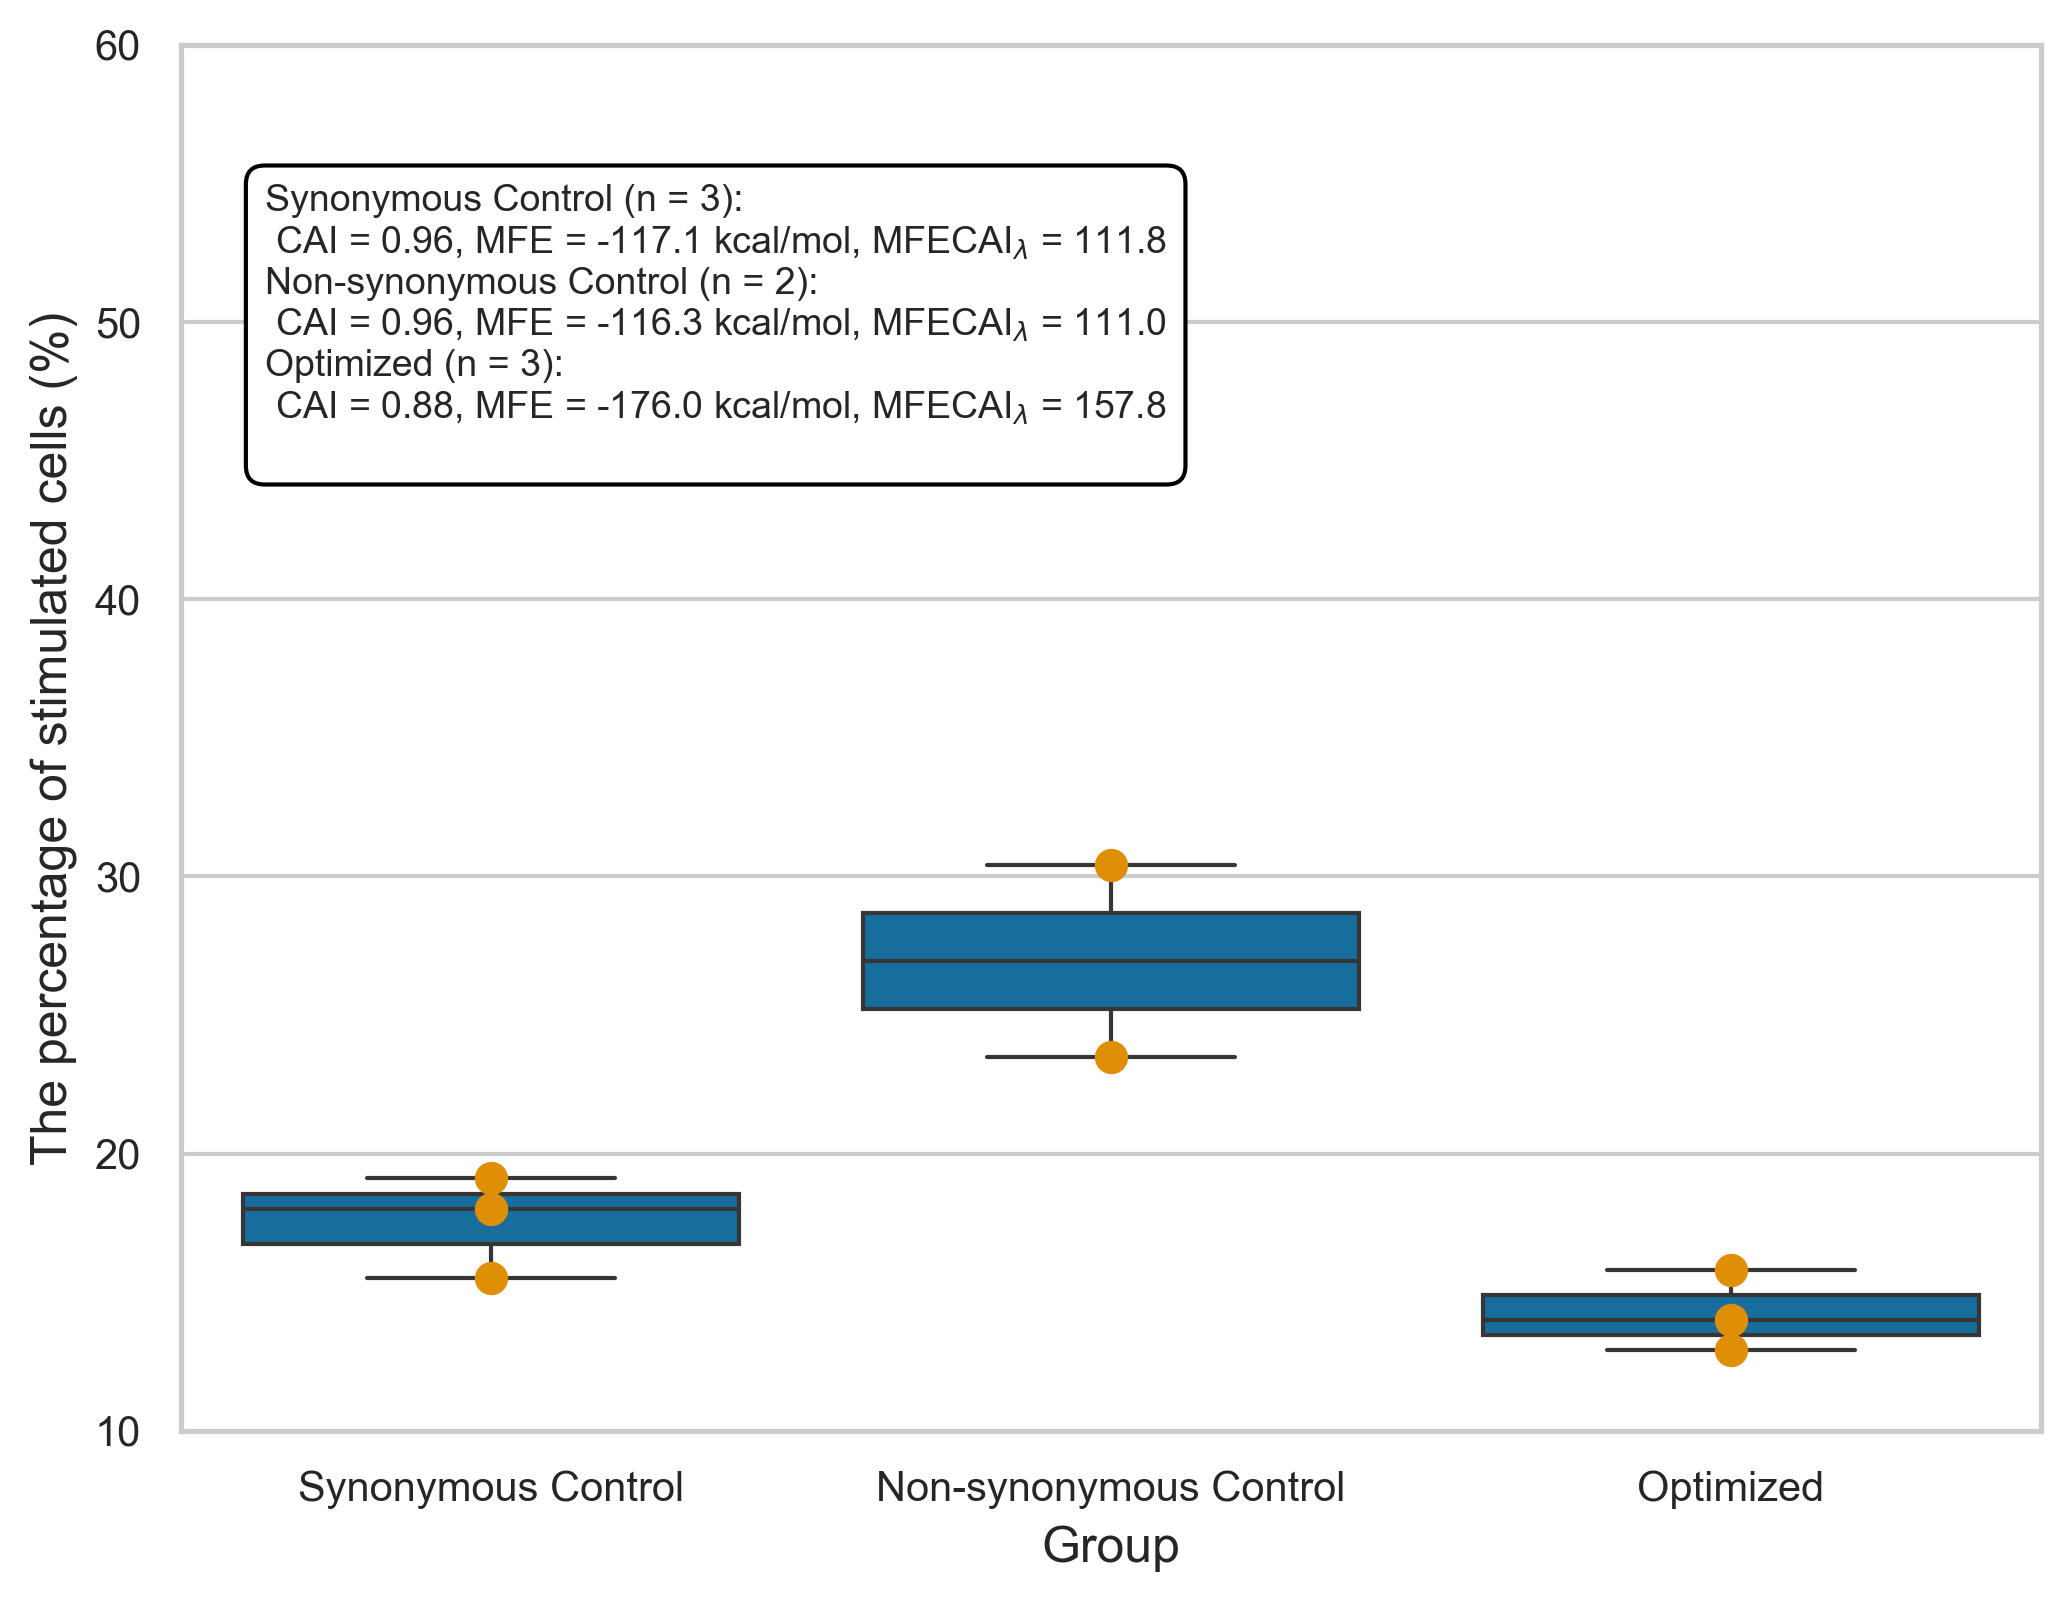 60
Synonymous Control (n = 3):
CAI = 0.96, MFE = -117.1 kcal/mol, MFECAIλ = 111.8
Non-synonymous Control (n = 2):
CAI = 0.96, MFE = -116.3 kcal/mol, MFECAIλ = 111.0
Optimized (n = 3):
CAI = 0.88, MFE = -176.0 kcal/mol, MFECAIλ = 157.8
50
40
30
20
10
The percentage of stimulated cells (%)
Synonymous Control
Non-synonymous Control
Optimized
Group